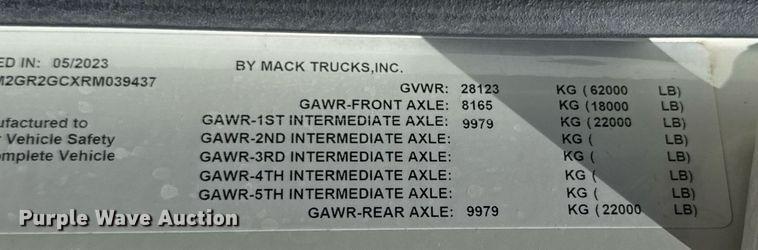 ED IN: 05/2023 BY MACK TRUCKS,INC.
M2GR2GCXRM039437
GVWR: 28123 KG ( 62000 LB)
GAWR-FRONT AXLE: 8165 KG ( 18000 LB)
ufactured to GAWR-1ST INTERMEDIATE AXLE: 9979 KG ( 22000 LB)
Vehicle Safety GAWR-2ND INTERMEDIATE AXLE: KG ( LB)
omplete Vehicle GAWR-3RD INTERMEDIATE AXLE: KG ( LB)
GAWR-4TH INTERMEDIATE AXLE: KG ( LB)
GAWR-5TH INTERMEDIATE AXLE: KG ( LB)
GAWR-REAR AXLE: 9979 KG ( 22000 LB)
Purple Wave Auction